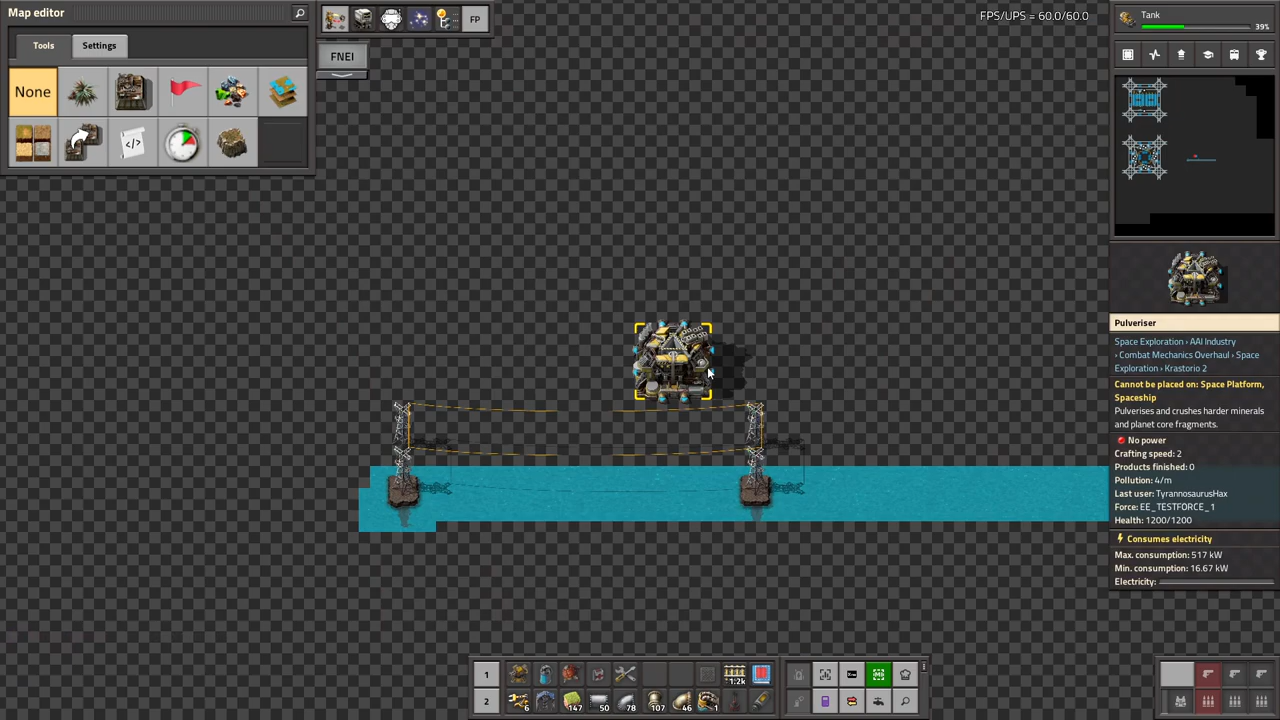 Map editor
FP
FPS/UPS = 60.0/60.0
Tank
39%
Tools
Settings
FNEI
None
</>
Pulveriser
Space Exploration › AAI Industry
› Combat Mechanics Overhaul › Space
Exploration › Krastorio 2
Cannot be placed on: Space Platform,
Spaceship
Pulverises and crushes harder minerals
and planet core fragments.
No power
Crafting speed: 2
Products finished: 0
Pollution: 4/m
Last user: TyrannosaurusHax
Force: EE_TESTFORCE_1
Health: 1200/1200
Consumes electricity
Max. consumption: 517 kW
Min. consumption: 16.67 kW
Electricity:
1
1.2k
2
6
147
50
78
107
46
1